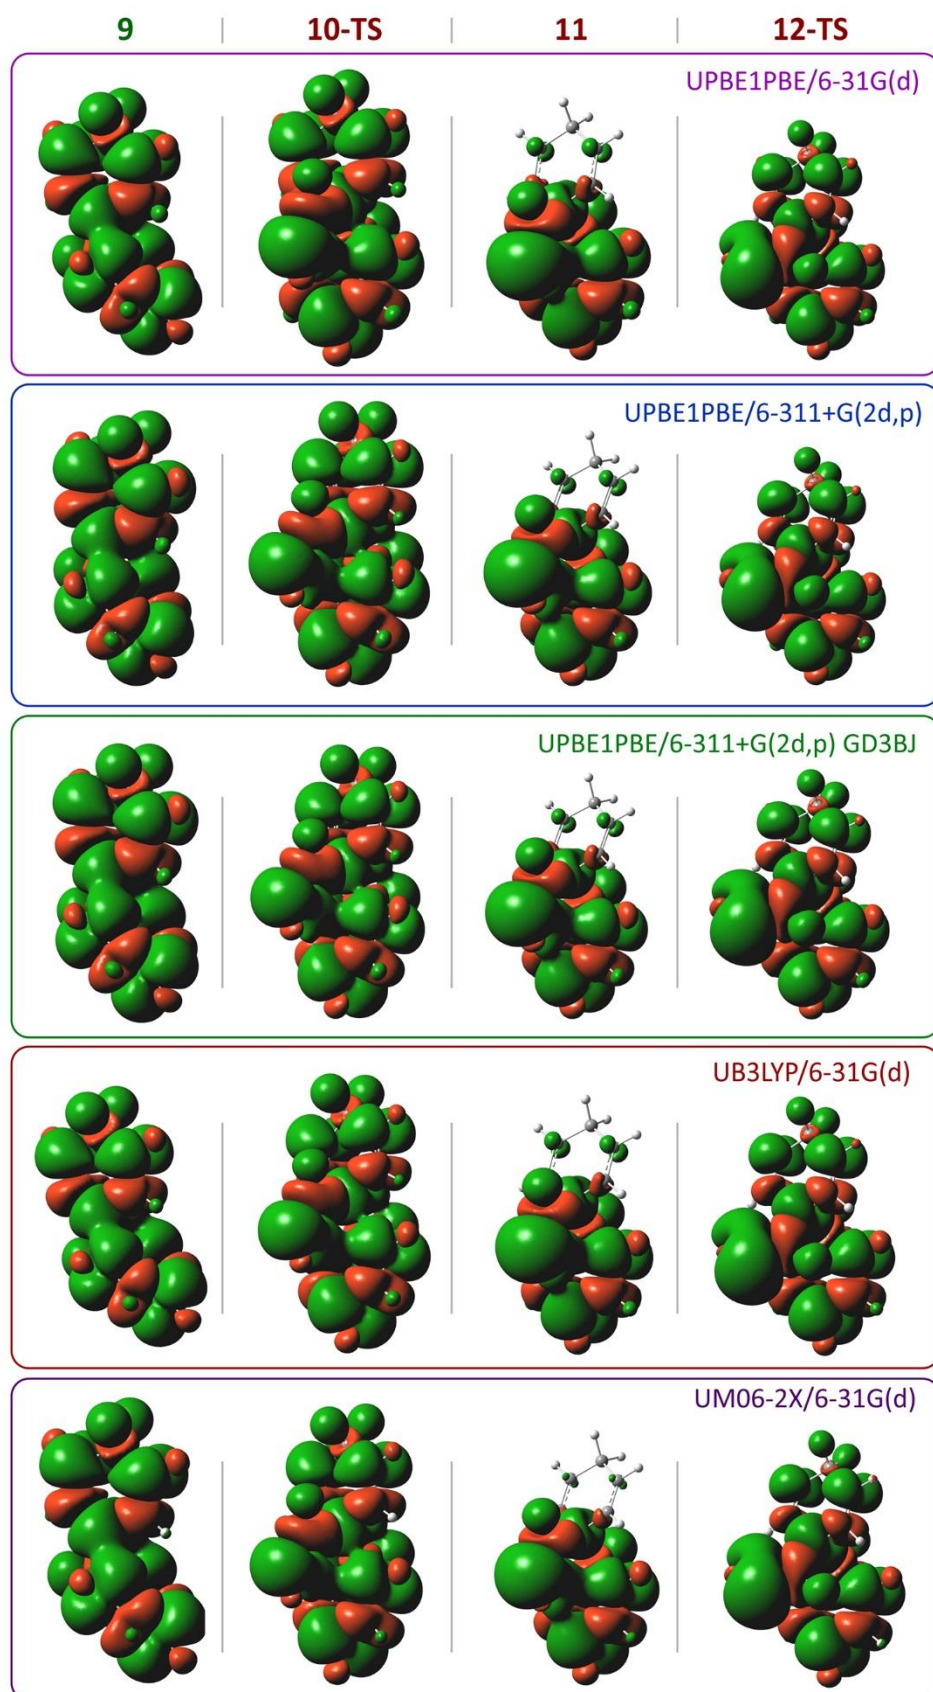 9 10-TS 11 12-TS
UPBE1PBE/6-31G(d)
UPBE1PBE/6-311+G(2d,p)
UPBE1PBE/6-311+G(2d,p) GD3BJ
UB3LYP/6-31G(d)
UM06-2X/6-31G(d)